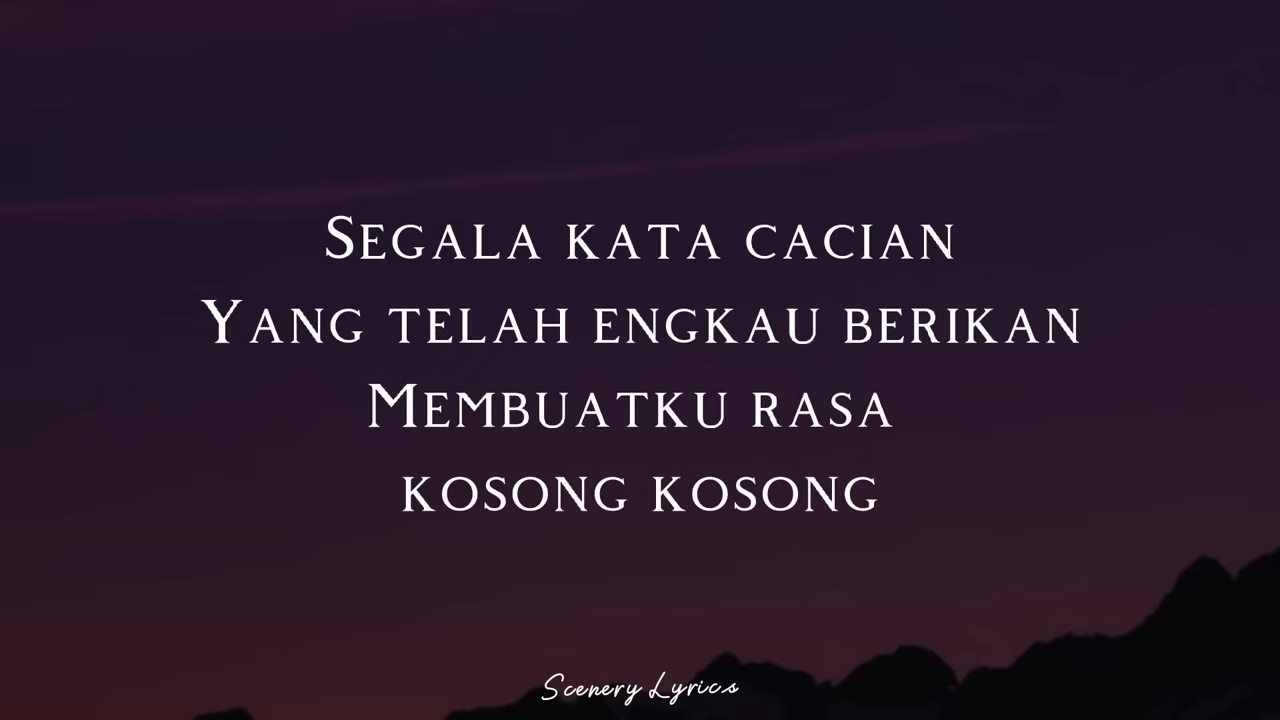 Segala kata cacian
Yang telah engkau berikan
Membuatku rasa
kosong kosong
Scenery Lyrics